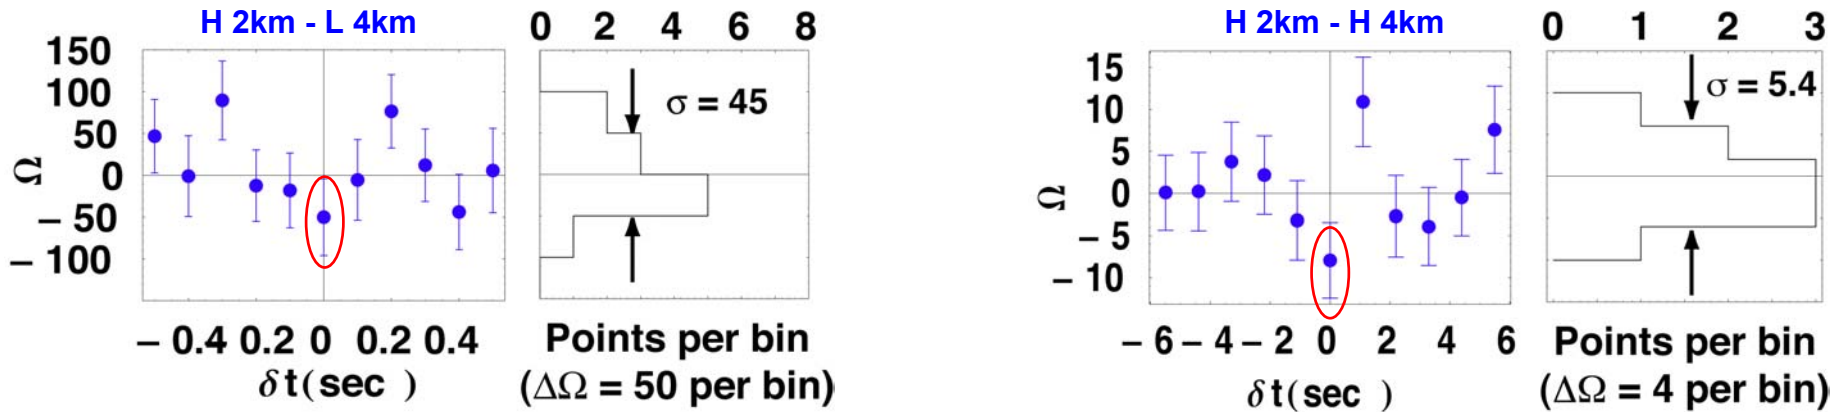 H 2km - L 4km
0 2 4 6 8
150
100
50
0
– 50
– 100
Ω
σ = 45
– 0.4 0.2 0 0.2 0.4
δt(sec )
Points per bin
(ΔΩ = 50 per bin)
H 2km - H 4km
0 1 2 3
15
10
5
0
– 5
– 10
Ω
σ = 5.4
– 6 – 4 – 2 0 2 4 6
δt(sec )
Points per bin
(ΔΩ = 4 per bin)